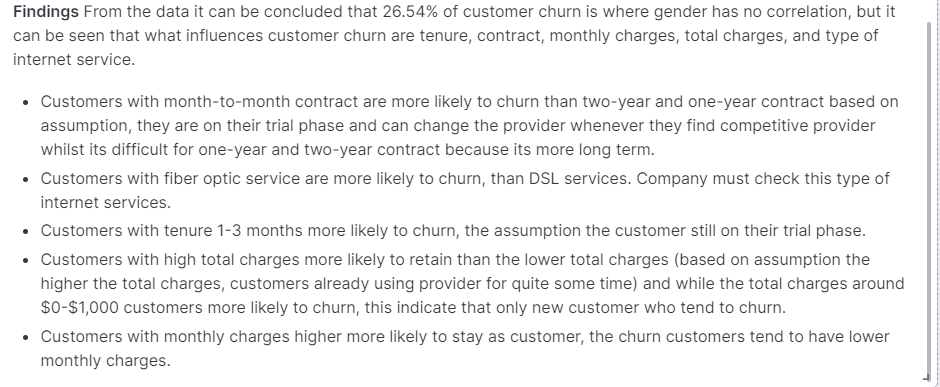 Findings From the data it can be concluded that 26.54% of customer churn is where gender has no correlation, but it
can be seen that what influences customer churn are tenure, contract, monthly charges, total charges, and type of
internet service.
• Customers with month-to-month contract are more likely to churn than two-year and one-year contract based on
assumption, they are on their trial phase and can change the provider whenever they find competitive provider
whilst its difficult for one-year and two-year contract because its more long term.
• Customers with fiber optic service are more likely to churn, than DSL services. Company must check this type of
internet services.
• Customers with tenure 1-3 months more likely to churn, the assumption the customer still on their trial phase.
• Customers with high total charges more likely to retain than the lower total charges (based on assumption the
higher the total charges, customers already using provider for quite some time) and while the total charges around
$0-$1,000 customers more likely to churn, this indicate that only new customer who tend to churn.
• Customers with monthly charges higher more likely to stay as customer, the churn customers tend to have lower
monthly charges.